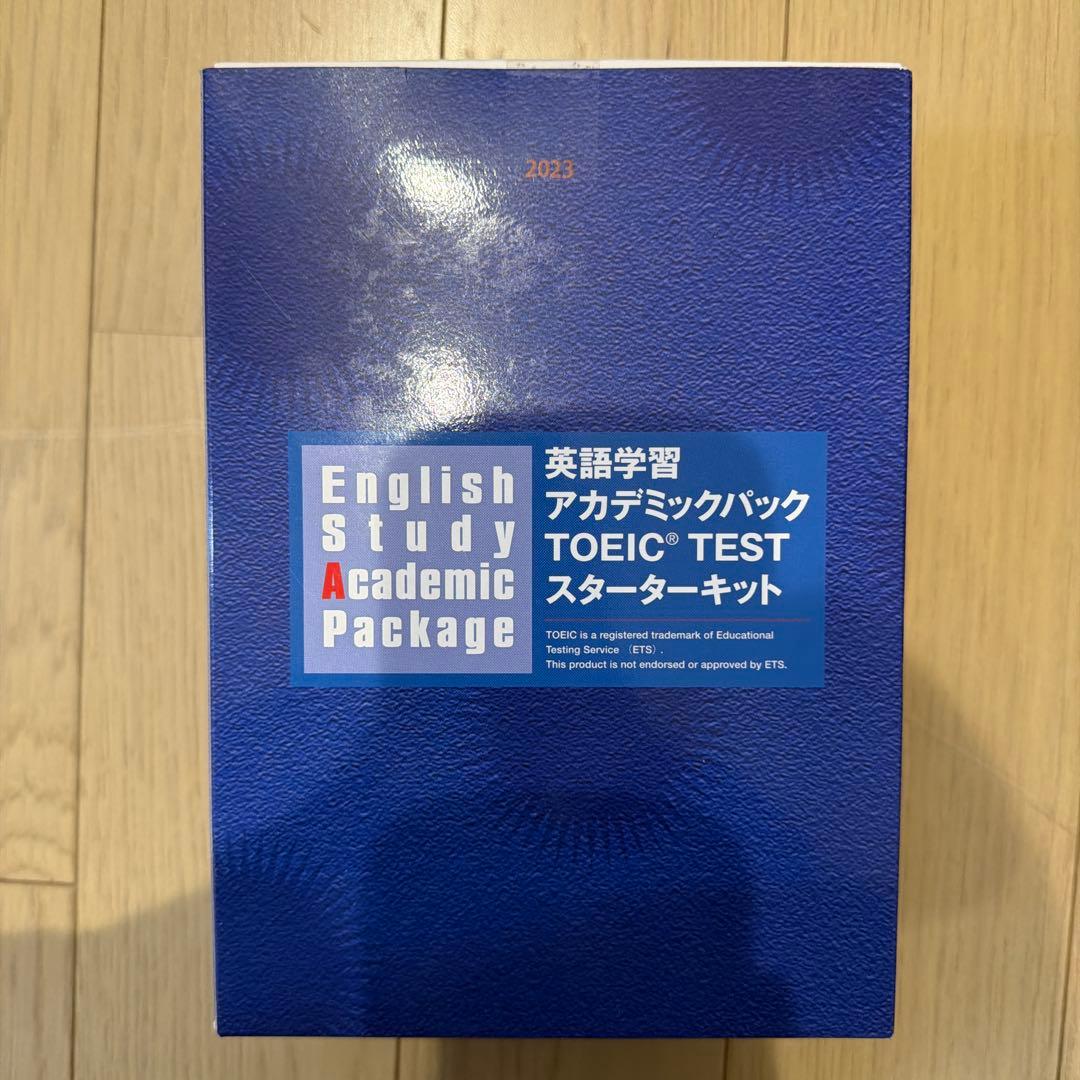 2023
English
Study
Academic
Package
英語学習
アカデミックパック
TOEIC® TEST
スターターキット
TOEIC is a registered trademark of Educational
Testing Service （ETS）.
This product is not endorsed or approved by ETS.